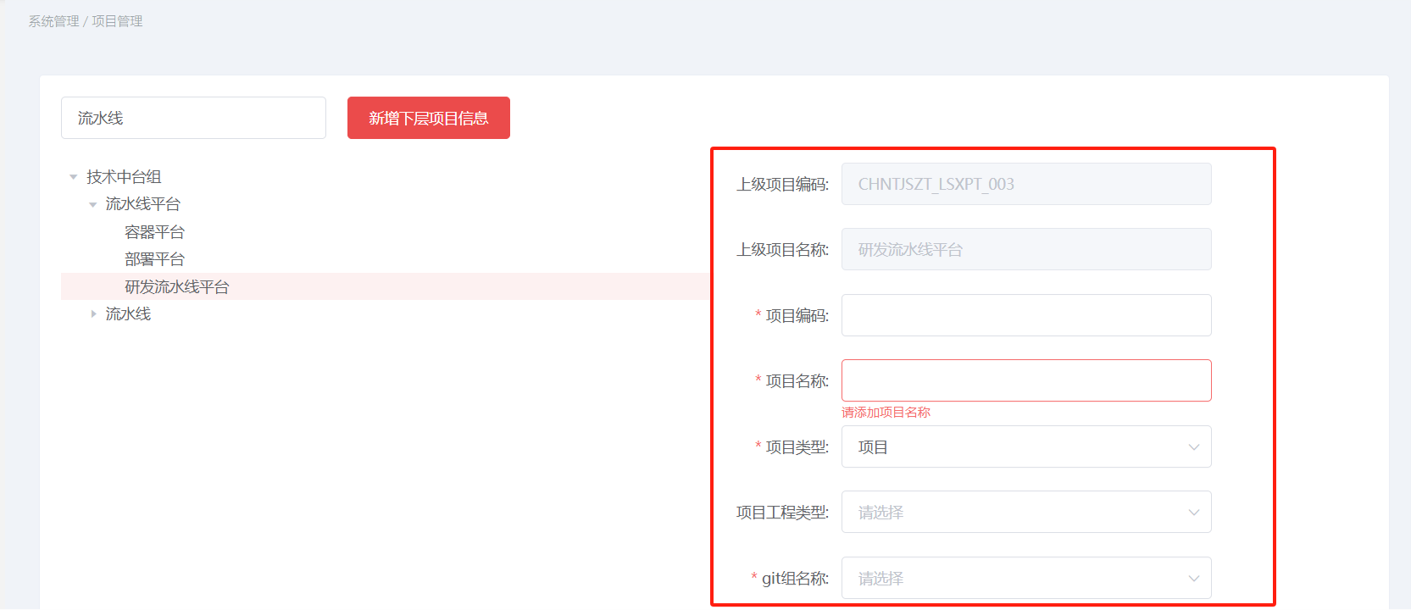 系统管理 / 项目管理
流水线
新增下层项目信息
技术中台组
流水线平台
容器平台
部署平台
研发流水线平台
流水线
上级项目编码: CHNTJSZT_LSXPT_003
上级项目名称: 研发流水线平台
* 项目编码:
* 项目名称:
请添加项目名称
* 项目类型: 项目
项目工程类型: 请选择
* git组名称: 请选择